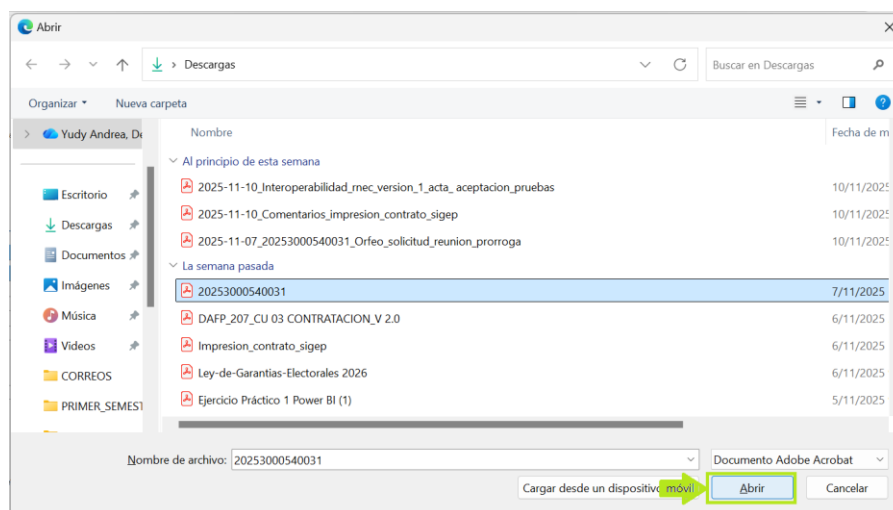 Abrir
Descargas
Buscar en Descargas
Organizar
Nueva carpeta
Yudy Andrea, De
Nombre
Fecha de m
Al principio de esta semana
2025-11-10_Interoperabilidad_rnec_version_1_acta_ aceptacion_pruebas 10/11/2025
2025-11-10_Comentarios_impresion_contrato_sigep 10/11/2025
2025-11-07_20253000540031_Orfeo_solicitud_reunion_prorroga 10/11/2025
La semana pasada
20253000540031 7/11/2025
DAFP_207_CU 03 CONTRATACION_V 2.0 6/11/2025
Impresion_contrato_sigep 6/11/2025
Ley-de-Garantias-Electorales 2026 6/11/2025
Ejercicio Práctico 1 Power BI (1) 5/11/2025
Escritorio
Descargas
Documentos
Imágenes
Música
Videos
CORREOS
PRIMER_SEMEST
Nombre de archivo: 20253000540031 Documento Adobe Acrobat
Cargar desde un dispositivo móvil Abrir Cancelar